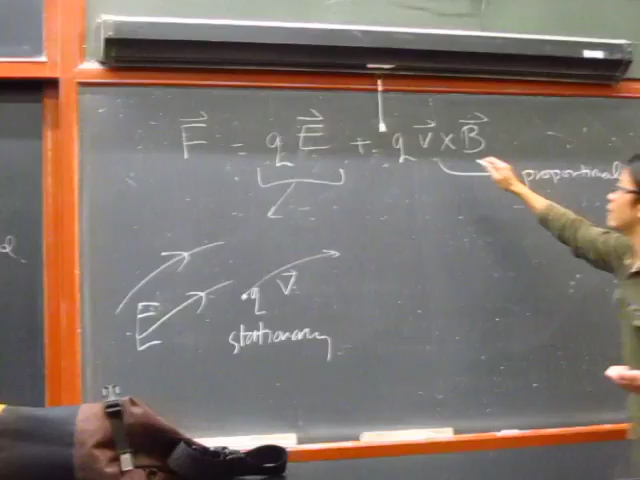 F⃗ = qE⃗ + qv⃗ × B⃗
proportional
E
q v⃗
stationary